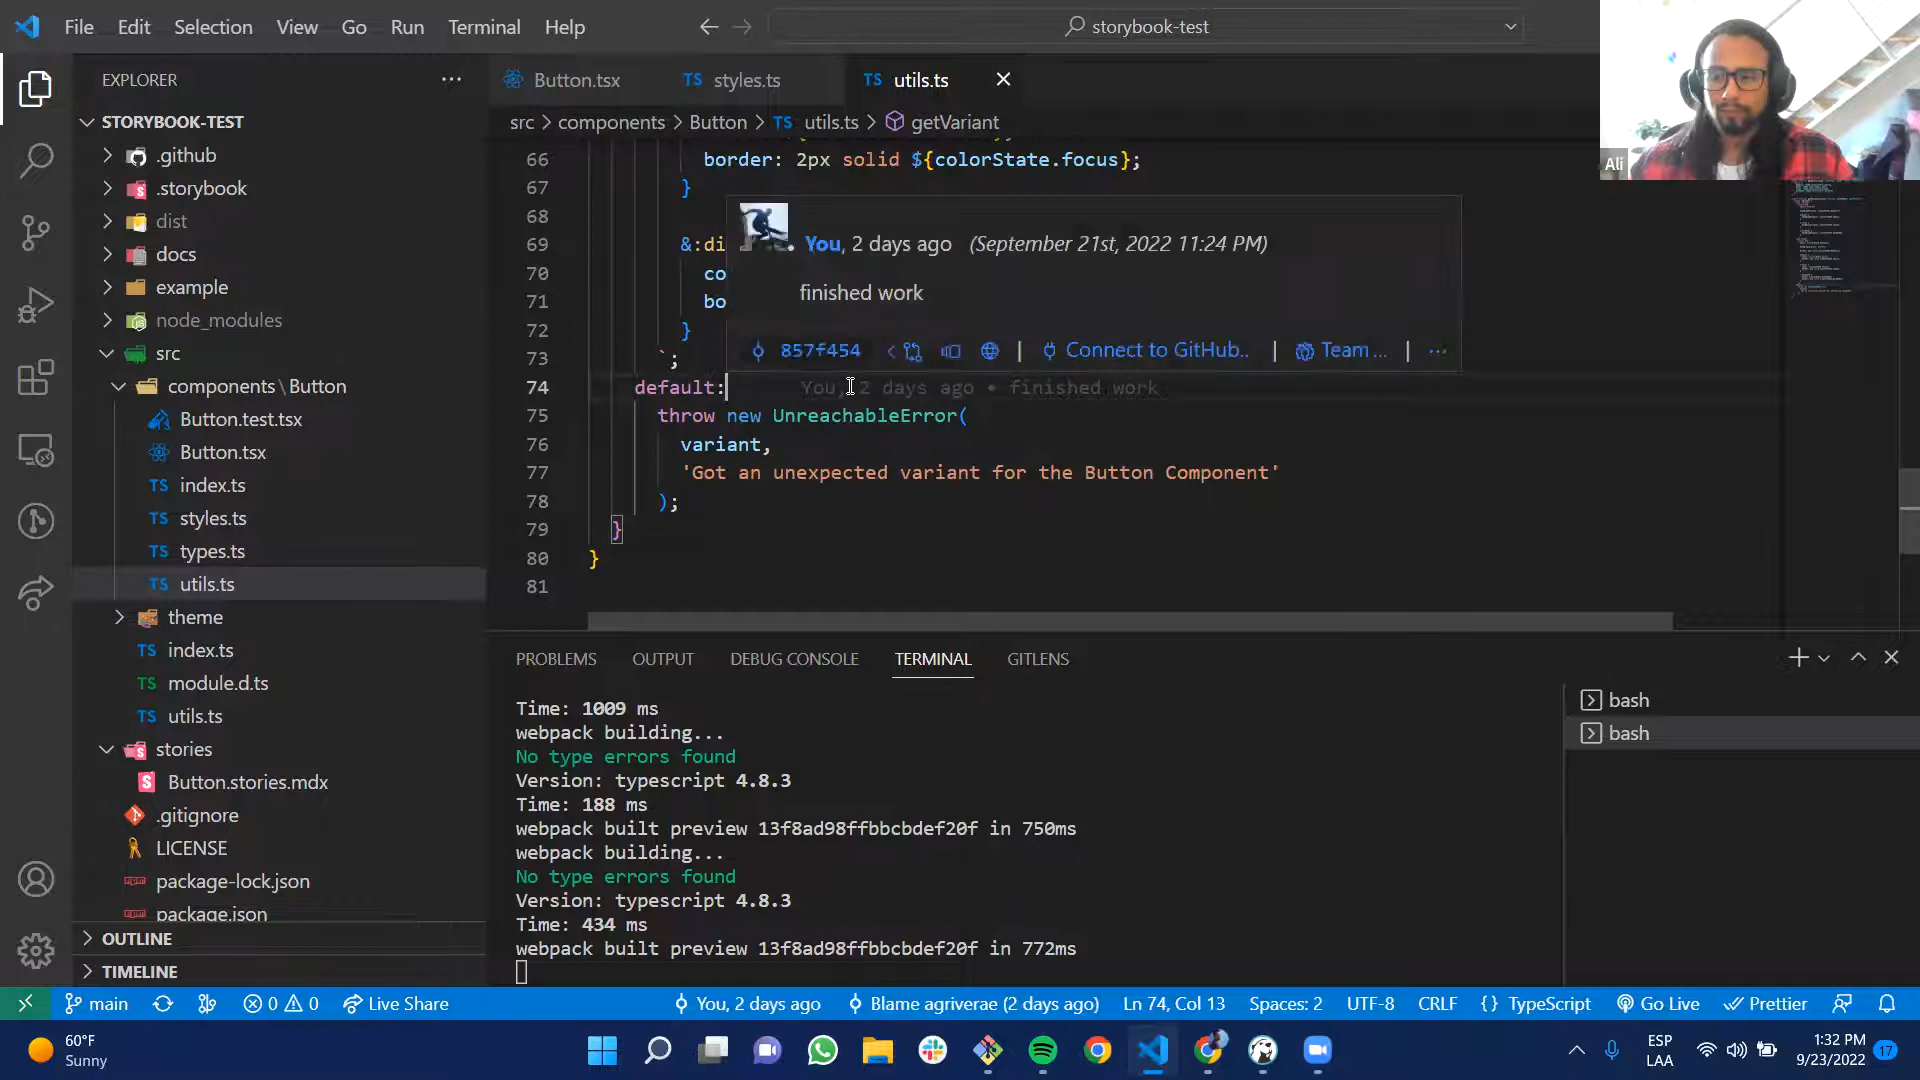 File Edit Selection View Go Run Terminal Help
storybook-test
Ali
EXPLORER
STORYBOOK-TEST
.github
.storybook
dist
docs
example
node_modules
src
components\Button
Button.test.tsx
Button.tsx
index.ts
styles.ts
types.ts
utils.ts
theme
index.ts
module.d.ts
utils.ts
stories
Button.stories.mdx
.gitignore
LICENSE
package-lock.json
package.json
OUTLINE
TIMELINE
Button.tsx TS styles.ts TS utils.ts
src > components > Button > TS utils.ts > getVariant
66 border: 2px solid ${colorState.focus};
67 }
68
69 &:di
70 co
71 bo
72 }
73 `;
74 default: You, 2 days ago • finished work
75 throw new UnreachableError(
76 variant,
77 'Got an unexpected variant for the Button Component'
78 );
79 }
80 }
81
You, 2 days ago (September 21st, 2022 11:24 PM)
finished work
857f454 | Connect to GitHub.. | Team... | ...
PROBLEMS OUTPUT DEBUG CONSOLE TERMINAL GITLENS
Time: 1009 ms
webpack building...
No type errors found
Version: typescript 4.8.3
Time: 188 ms
webpack built preview 13f8ad98ffbbcbdef20f in 750ms
webpack building...
No type errors found
Version: typescript 4.8.3
Time: 434 ms
webpack built preview 13f8ad98ffbbcbdef20f in 772ms
bash
bash
main 0 0 Live Share You, 2 days ago Blame agriverae (2 days ago) Ln 74, Col 13 Spaces: 2 UTF-8 CRLF {} TypeScript Go Live Prettier
60°F
Sunny
ESP
LAA
1:32 PM
9/23/2022
17